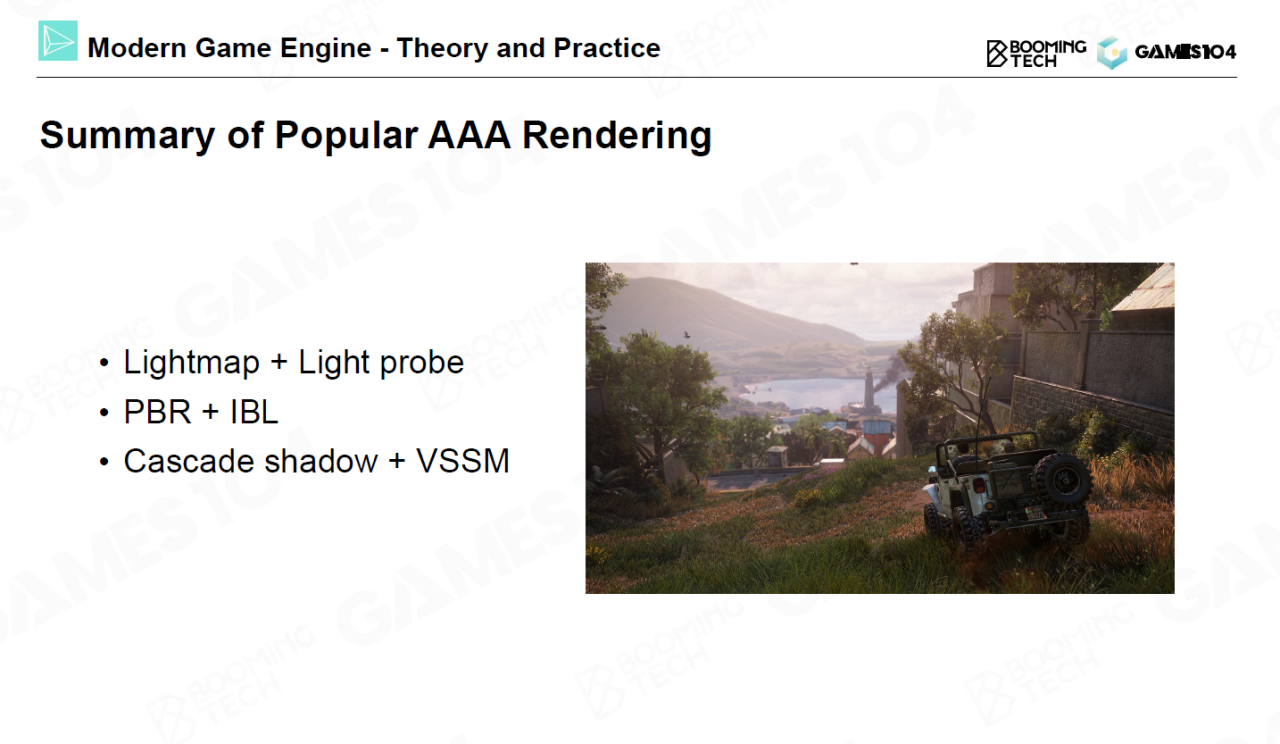 Modern Game Engine - Theory and Practice
BOOMING
TECH
GAMES104
Summary of Popular AAA Rendering
• Lightmap + Light probe
• PBR + IBL
• Cascade shadow + VSSM